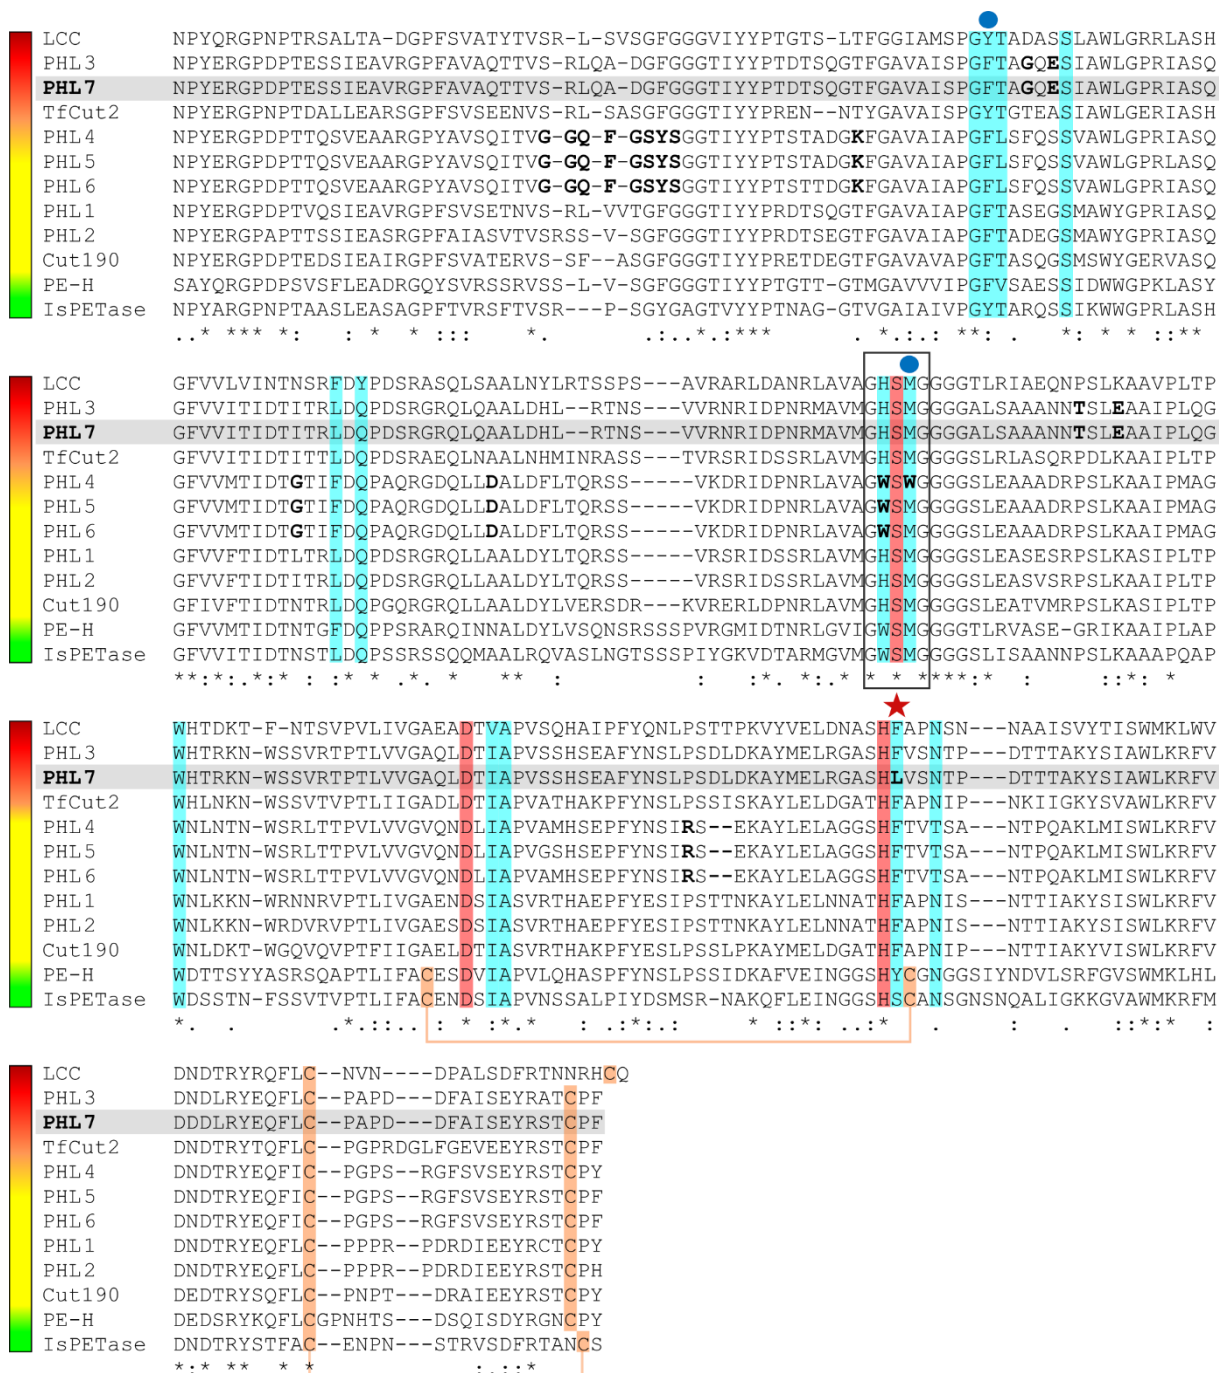 LCC NPYQRGPNPTRSALTA-DGPFSVATYTVSR-L-SVSGFGGGVIYYPTGTS-LTFGGIAMSPGYTADASSLAWLGRRLASH
PHL3 NPYERGPDPTESSIEAVRGPFAVAQTTVSRLQA-DGFGGGTIYYPTDTSQGTFGAVAISPGFTAGQESIAWLGPRIASQ
PHL7 NPYERGPDPTESSIEAVRGPFAVAQTTVS-RLQA-DGFGGGTIYYPTDTSQGTFGAVAISPGFTAGQESIAWLGPRIASQ
TfCut2 NPYERGPNPTDALLEARSGPFSVSEENVS-RL-SASGFGGGTIYYPREN--NTYGAVAISPGYTGTEASIAWLGERIASH
PHL4 NPYERGPDPTTQSVEAARGPYAVSQITVG-GQ-F-GSYSGGTIYYPTSTADGKFGAVAIAPGFLSFQSSVAWLGPRLASQ
PHL5 NPYERGPDPTTQSVEAARGPYAVSQITVG-GQ-F-GSYSGGTIYYPTSTADGKFGAVAIAPGFLSFQSSVAWLGPRLASQ
PHL6 NPYERGPDPTTQSVEAARGPYAVSQITVG-GQ-F-GSYSGGTIYYPTSTTDGKFGAVAIAPGFLSFQSSVAWLGPRIASQ
PHL1 NPYERGPDPTVQSIEAVRGPFSVSETNVS-RL-VVTGFGGGTIYYPRDTSQGTFGAVAIAPGFTASEGSMAWYGPRIASQ
PHL2 NPYERGPAPTTSSIEASRGPFAIASVTVSRSS-V-SGFGGGTIYYPRDTSEGTFGAVAIAPGFTADEGSMAWYGPRIASQ
Cut190 NPYERGPDPTEDSIEAIRGPFSVATERVS-SF--ASGFGGGTIYYPRETDEGTFGAVAVAPGFTASQGSMSWYGERVASQ
PE-H SAYQRGPDPSVSFLEADRGQYSVRSSRVSS-L-V-SGFGGGTIYYPTGTT-GTMGAVVVIPGFVSAESSIDWWGPKLASY
IsPETase NPYARGPNPTAASLEASAGPFTVRSFTVSR---P-SGYGAGTVYYPTNAG-GTVGAIAIVPGYTARQSSIKWWGPRLASH
..* *** *: : * :::   *.   .:.. *** . *.:.: **: . *: * :::**
LCC GFVVLVINTNSRFDYPDSRASQLSAALNYLRTSSPS---AVRARLDANRLAVAGHSMGGGGTLRIAEQNPSLKAAVPLTP
PHL3 GFVVITIDTITRLDQPDSRGRQLQAALDHL--RTNS---VVRNRIDPNRMAVMGHSMGGGGALSAAANNTSLEAAIPLQG
PHL7 GFVVITIDTITRLDQPDSRGRQLQAALDHL--RTNS---VVRNRIDPNRMAVMGHSMGGGGALSAAANNTSLEAAIPLQG
TfCut2 GFVVITIDTITTLDQPDSRAEQLNAALNHMINRASS---TVRSRIDSSRLAVMGHSMGGGGSLRLASQRPDLKAAIPLTP
PHL4 GFVVMTIDTGTIFDQPAQRGDQLLDALDFLTQRSS-----VKDRIDPNRLAVAGWSWGGGGSLEAAADRPSLKAAIPMAG
PHL5 GFVVMTIDTGTIFDQPAQRGDQLLDALDFLTQRSS-----VKDRIDPNRLAVAGWSMGGGGSLEAAADRPSLKAAIPMAG
PHL6 GFVVMTIDTGTIFDQPAQRGDQLLDALDFLTQRSS-----VKDRIDPNRLAVAGWSMGGGGSLEAAADRPSLKAAIPMAG
PHL1 GFVVFTIDTLTRLDQPDSRGRQLLAALDYLTQRSS-----VRSRIDSSRLAVMGHSMGGGGSLEASESRPSLKASIPLTP
PHL2 GFVVFTIDTITRLDQPDSRGRQLLAALDYLTQRSS-----VRSRIDSSRLAVMGHSMGGGGSLEASVSRPSLKAAIPLTP
Cut190 GFIVFTIDTNTRLDQPGQRGRQLLAALDYLVERSDR---KVRERLDPNRLAVMGHSMGGGGSLEATVMRPSLKASIPLTP
PE-H GFVVMTIDTNTGFDQPPSRARQINNALDYLVSQNSRSSSPVRGMIDTNRLGVIGWSMGGGGTLRVASE-GRIKAAIPLAP
IsPETase GFVVITIDTNSTLDQPSSRSSQQMAALRQVASLNGTSSSPIYGKVDTARMGVMGWSMGGGGSLISAANNPSLKAAAPQAP
**:*:.*:* : :* * .*. * ** : : :* *:.* * * ****:* : ::*: *
LCC WHTDKT-F-NTSVPVLIVGAEADTVAPVSQHAIPFYQNLPSTTPKVYVELDNASHFAPNSN---NAAISVYTISWMKLWV
PHL3 WHTRKN-WSSVRTPTLVVGAQLDTIAPVSSHSEAFYNSLPSDLDKAYMELRGASHFVSNTP---DTTTAKYSIAWLKRFV
PHL7 WHTRKN-WSSVRTPTLVVGAQLDTIAPVSSHSEAFYNSLPSDLDKAYMELRGASHLVSNTP---DTTTAKYSIAWLKRFV
TfCut2 WHLNKN-WSSVTVPTLIIGADLDTIAPVATHAKPFYNSLPSSISKAYLELDGATHFAPNIP---NKIIGKYSVAWLKRFV
PHL4 WNLNTN-WSRLTTPVLVVGVQNDLIAPVAMHSEPFYNSIRS--EKAYLELAGGSHFTVTSA---NTPQAKLMISWLKRFV
PHL5 WNLNTN-WSRLTTPVLVVGVQNDLIAPVGSHSEPFYNSIRS--EKAYLELAGGSHFTVTSA---NTPQAKLMISWLKRFV
PHL6 WNLNTN-WSRLTTPVLVVGVQNDLIAPVAMHSEPFYNSIRS--EKAYLELAGGSHFTVTSA---NTPQAKLMISWLKRFV
PHL1 WNLKKN-WRNNRVPTLIVGAENDSIASVRTHAEPFYESIPSTTNKAYLELNNATHFAPNIS---NTTIAKYSISWLKRFV
PHL2 WNLKKN-WRDVRVPTLIVGAESDSIASVRTHAEPFYESIPSTTNKAYLELNNATHFAPNIS---NTTIAKYSISWLKRFV
Cut190 WNLDKT-WGQVQVPTFIIGAELDTIASVRTHAKPFYESLPSSLPKAYMELDGATHFAPNIP---NTTIAKYVISWLKRFV
PE-H WDTTSYYASRSQAPTLIFACESDVIAPVLQHASPFYNSLPSSIDKAFVEINGGSHYCGNGGSIYNDVLSRFGVSWMKLHL
IsPETase WDSSTN-FSSVTVPTLIFACENDSIAPVNSSALPIYDSMSR-NAKQFLEINGGSHSCANSGNSNQALIGKKGVAWMKRFM
*. . .*.::.. .: * :*.* : .:*..: * ::*: ..:* . : . ::*:* :
LCC DNDTRYRQFLC--NVN----DPALSDFRTNNRHCQ
PHL3 DNDLRYEQFLC--PAPD---DFAISEYRATCPF
PHL7 DDDLRYEQFLC--PAPD---DFAISEYRSTCPF
TfCut2 DNDTRYTQFLC--PGPRDGLFGEVEEYRSTCPF
PHL4 DNDTRYEQFIC--PGPS--RGFSVSEYRSTCPY
PHL5 DNDTRYEQFIC--PGPS--RGFSVSEYRSTCPF
PHL6 DNDTRYEQFIC--PGPS--RGFSVSEYRSTCPF
PHL1 DNDTRYEQFLC--PPPR--PDRDIEEYRCTCPY
PHL2 DNDTRYEQFLC--PPPR--PDRDIEEYRSTCPH
Cut190 DEDTRYSQFLC--PNPT---DRAIEEYRSTCPY
PE-H DEDSRYKQFLCGPNHTS---DSQISDYRGNCPY
IsPETase DNDTRYSTFAC--ENPN---STRVSDFRTANCS
*:* ** * * :.::*